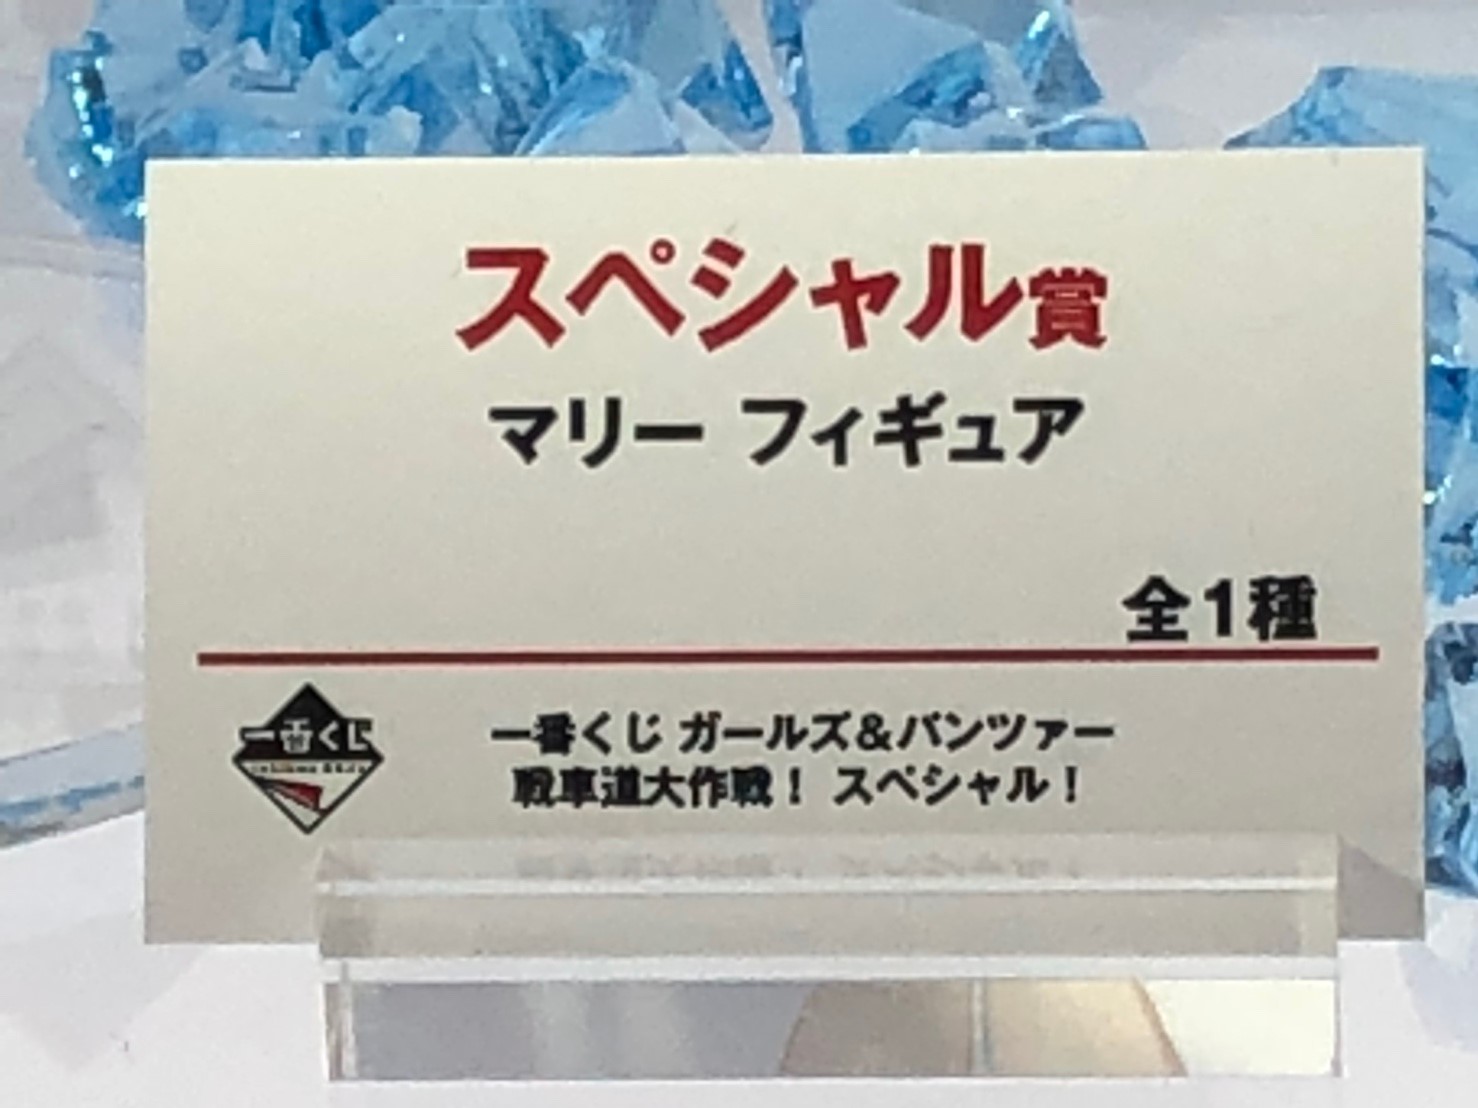 スペシャル賞
マリー フィギュア
全1種
一番くじ
一番くじ ガールズ&パンツァー
戦車道大作戦! スペシャル!